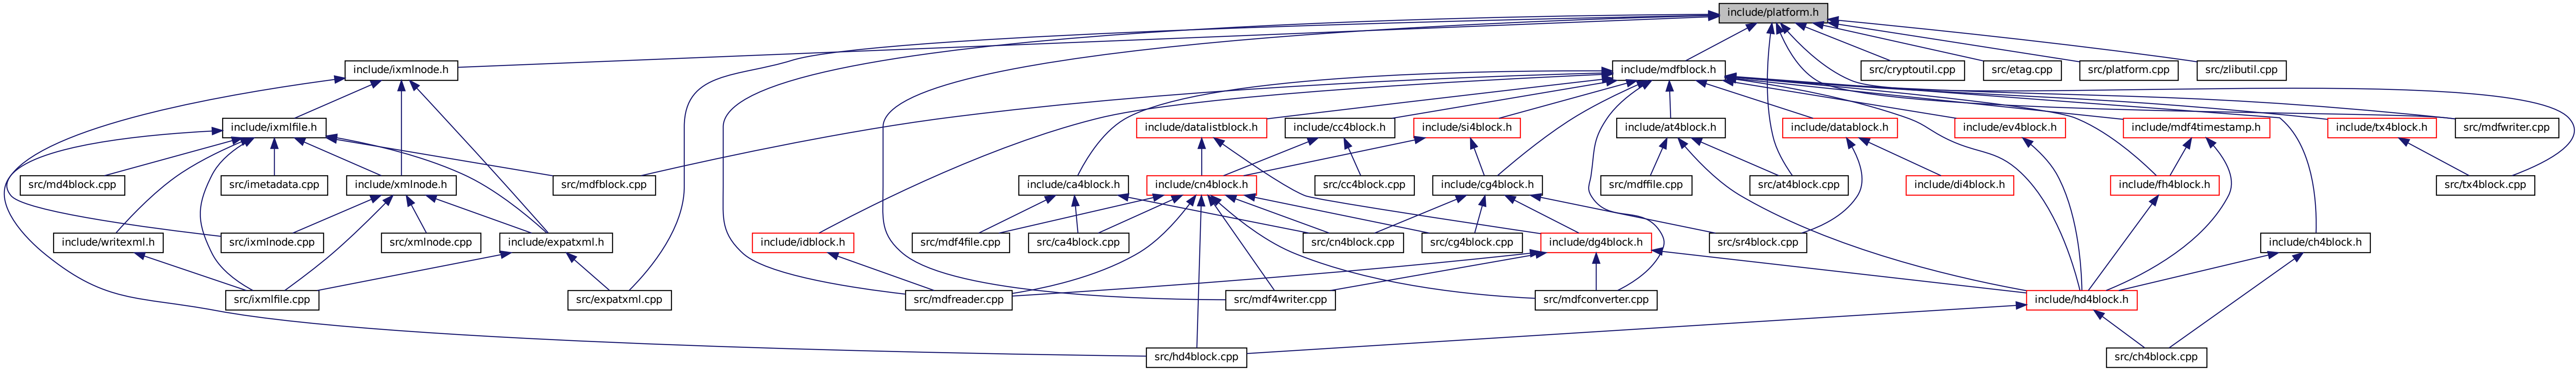 include/platform.h
include/ixmlnode.h
include/mdfblock.h
src/cryptoutil.cpp
src/etag.cpp
src/platform.cpp
src/zlibutil.cpp
include/ixmlfile.h
include/datalistblock.h
include/cc4block.h
include/si4block.h
include/at4block.h
include/datablock.h
include/ev4block.h
include/mdf4timestamp.h
include/tx4block.h
src/mdfwriter.cpp
src/md4block.cpp
src/imetadata.cpp
include/xmlnode.h
src/mdfblock.cpp
include/ca4block.h
include/cn4block.h
src/cc4block.cpp
include/cg4block.h
src/mdffile.cpp
src/at4block.cpp
include/di4block.h
include/fh4block.h
src/tx4block.cpp
include/writexml.h
src/ixmlnode.cpp
src/xmlnode.cpp
include/expatxml.h
include/idblock.h
src/mdf4file.cpp
src/ca4block.cpp
src/cn4block.cpp
src/cg4block.cpp
include/dg4block.h
src/sr4block.cpp
include/ch4block.h
src/ixmlfile.cpp
src/expatxml.cpp
src/mdfreader.cpp
src/mdf4writer.cpp
src/mdfconverter.cpp
include/hd4block.h
src/hd4block.cpp
src/ch4block.cpp